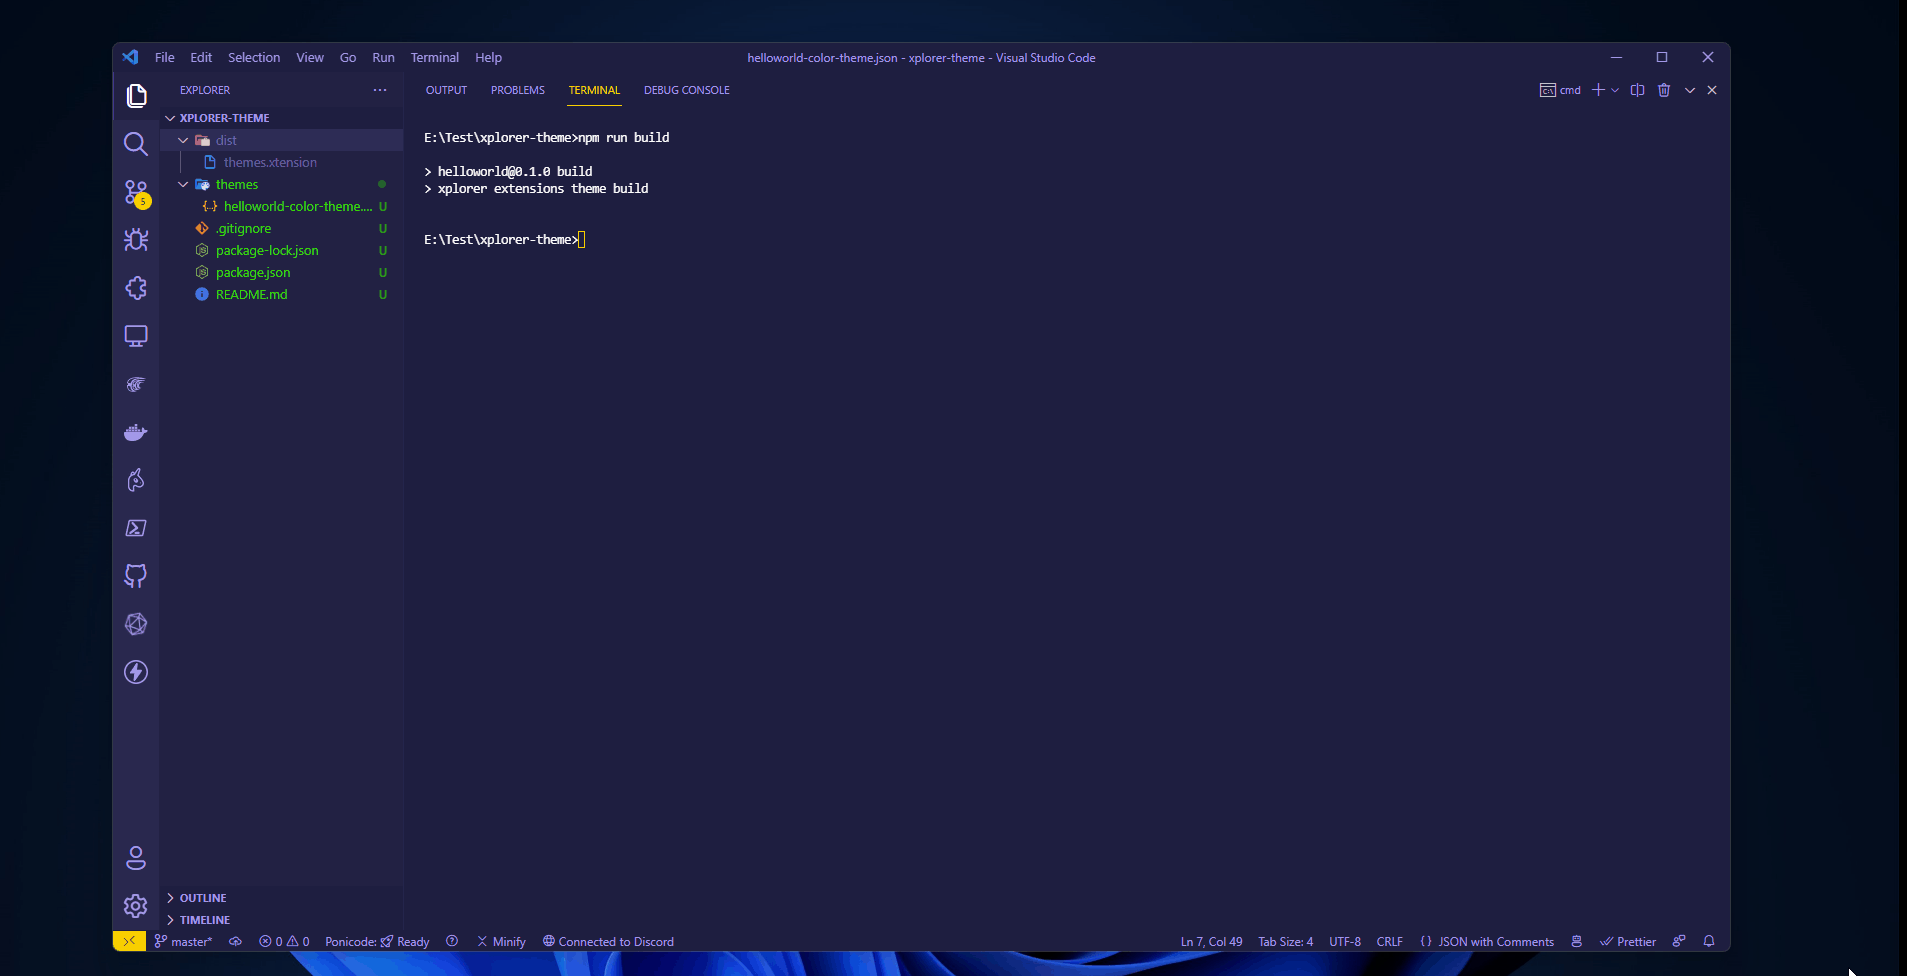 File Edit Selection View Go Run Terminal Help
helloworld-color-theme.json - xplorer-theme - Visual Studio Code
EXPLORER
XPLORER-THEME
dist
themes.xtension
themes
helloworld-color-theme.... U
.gitignore U
package-lock.json U
package.json U
README.md U
5
OUTLINE
TIMELINE
OUTPUT PROBLEMS TERMINAL DEBUG CONSOLE
cmd
E:\Test\xplorer-theme>npm run build
> helloworld@0.1.0 build
> xplorer extensions theme build
E:\Test\xplorer-theme>
master* 0 0 Ponicode: Ready Minify Connected to Discord
Ln 7, Col 49 Tab Size: 4 UTF-8 CRLF {} JSON with Comments Prettier